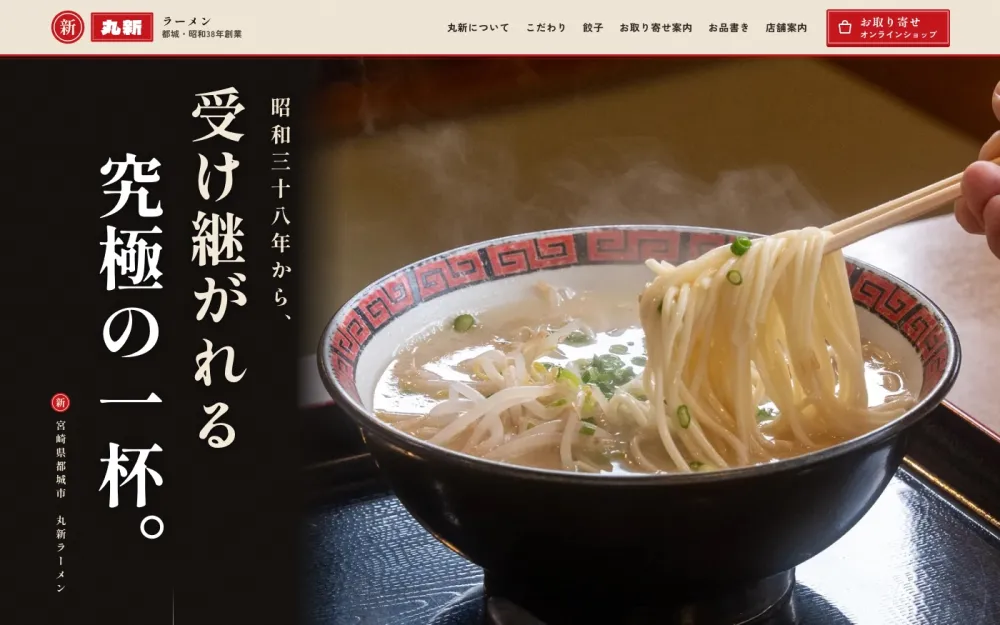 新
丸新
ラーメン
都城・昭和38年創業
丸新について
こだわり
餃子
お取り寄せ案内
お品書き
店舗案内
お取り寄せ
オンラインショップ
昭和三十八年から、
受け継がれる
究極の一杯。
新
宮崎県都城市 丸新ラーメン